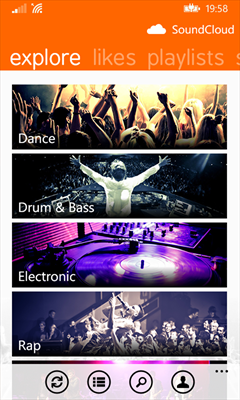 19:58
SoundCloud
explore likes playlists s
Dance
Drum & Bass
Electronic
Rap